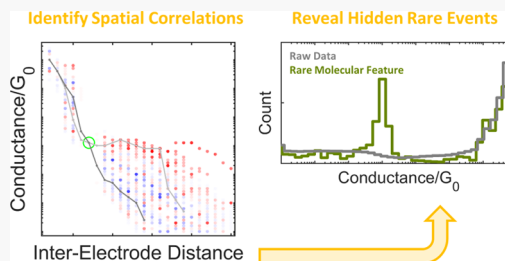 Identify Spatial Correlations
Reveal Hidden Rare Events
Conductance/G₀
Inter-Electrode Distance
Raw Data
Rare Molecular Feature
Count
Conductance/G₀